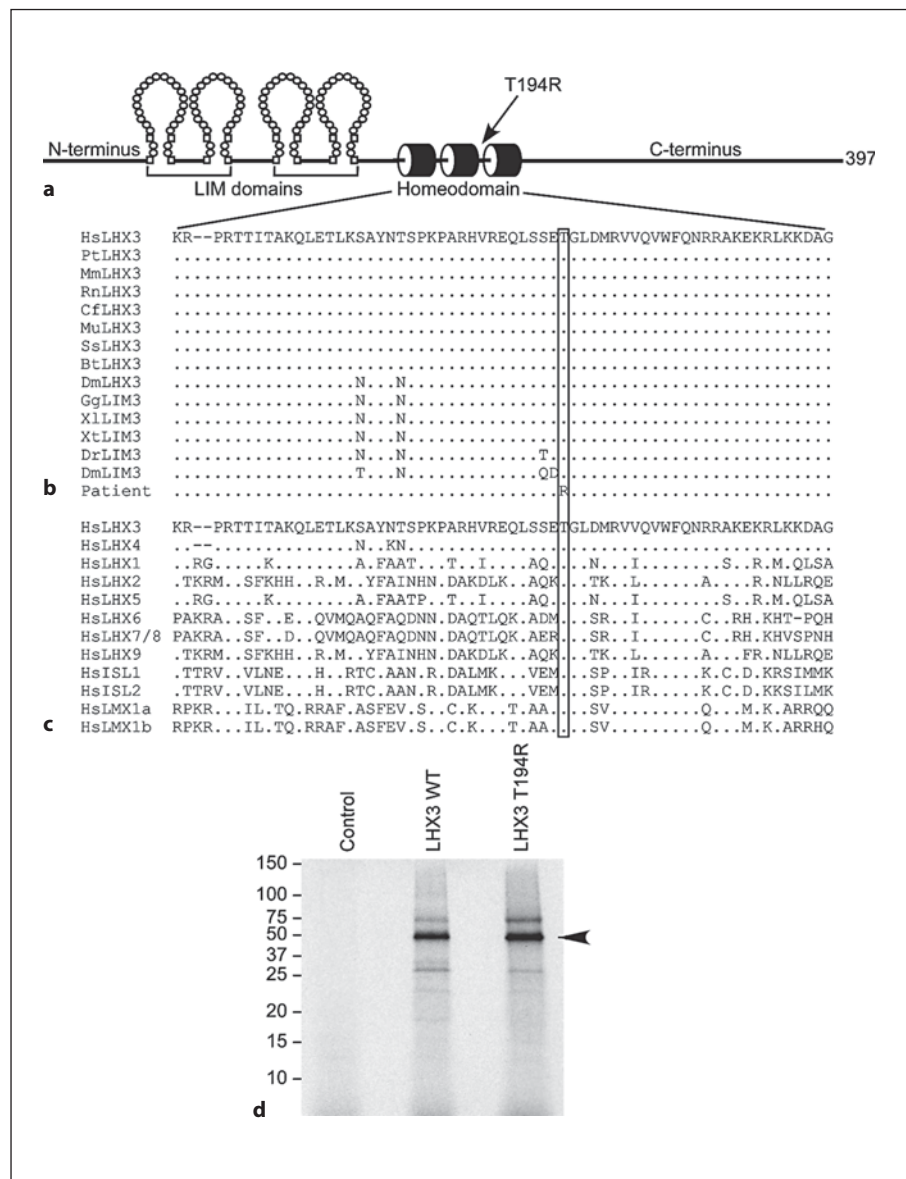 T194R
N-terminus
C-terminus
397
LIM domains
Homeodomain
a
HsLHX3 KR--PRTTITAKQLETLKSAYNTSPKPARHVREQLSSETGLDMRVVQVWFQNRRAKEKRLKKDAG
PtLHX3 .................................................................
MmLHX3 .................................................................
RnLHX3 .................................................................
CfLHX3 .................................................................
MuLHX3 .................................................................
SsLHX3 .................................................................
BtLHX3 .................................................................
DmLHX3 ..................N...N..........................................
GgLIM3 ..................N...N..........................................
XlLIM3 ..................N...N..........................................
XtLIM3 ..................N...N..........................................
DrLIM3 ..................N...N.............T............................
DmLIM3 ..................T...N.............QD...........................
b
Patient ......................................R..........................
HsLHX3 KR--PRTTITAKQLETLKSAYNTSPKPARHVREQLSSETGLDMRVVQVWFQNRRAKEKRLKKDAG
HsLHX4 ..--..............N..KN..........................................
HsLHX1 ..RG.....K........A.FAAT...T..I....AQ....N...I........S..R.M.QLSA
HsLHX2 .TKRM..SFKHH..R.M..YFAINHN.DAKDLK..AQK...TK..L......A....R.NLLRQE
HsLHX5 ..RG.....K........A.FAATP..T..I....AQ....N...I........S..R.M.QLSA
HsLHX6 PAKRA..SF..E..QVMQAQFAQDNN.DAQTLQK.ADM...SR..I......C..RH.KHT-PQH
HsLHX7/8 PAKRA..SF..D..QVMQAQFAQDNN.DAQTLQK.AER...SR..I......C..RH.KHVSPNH
HsLHX9 .TKRM..SFKHH..R.M..YFAINHN.DAKDLK..AQK...TK..L......A...FR.NLLRQE
HsISL1 .TTRV..VLNE...H..RTC.AAN.R.DALMK...VEM...SP..IR.....K.C.D.KRSIMMK
HsISL2 .TTRV..VLNE...H..RTC.AAN.R.DALMK...VEM...SP..IR.....K.C.D.KKSILMK
HsLMX1a RPKR...IL.TQ.RRAF.ASFEV.S..C.K...T.AA....SV.........Q...M.K.ARRQQ
c
HsLMX1b RPKR...IL.TQ.RRAF.ASFEV.S..C.K...T.AA....SV.........Q...M.K.ARRHQ
Control
LHX3 WT
LHX3 T194R
150
100
75
50
37
25
20
15
10
d